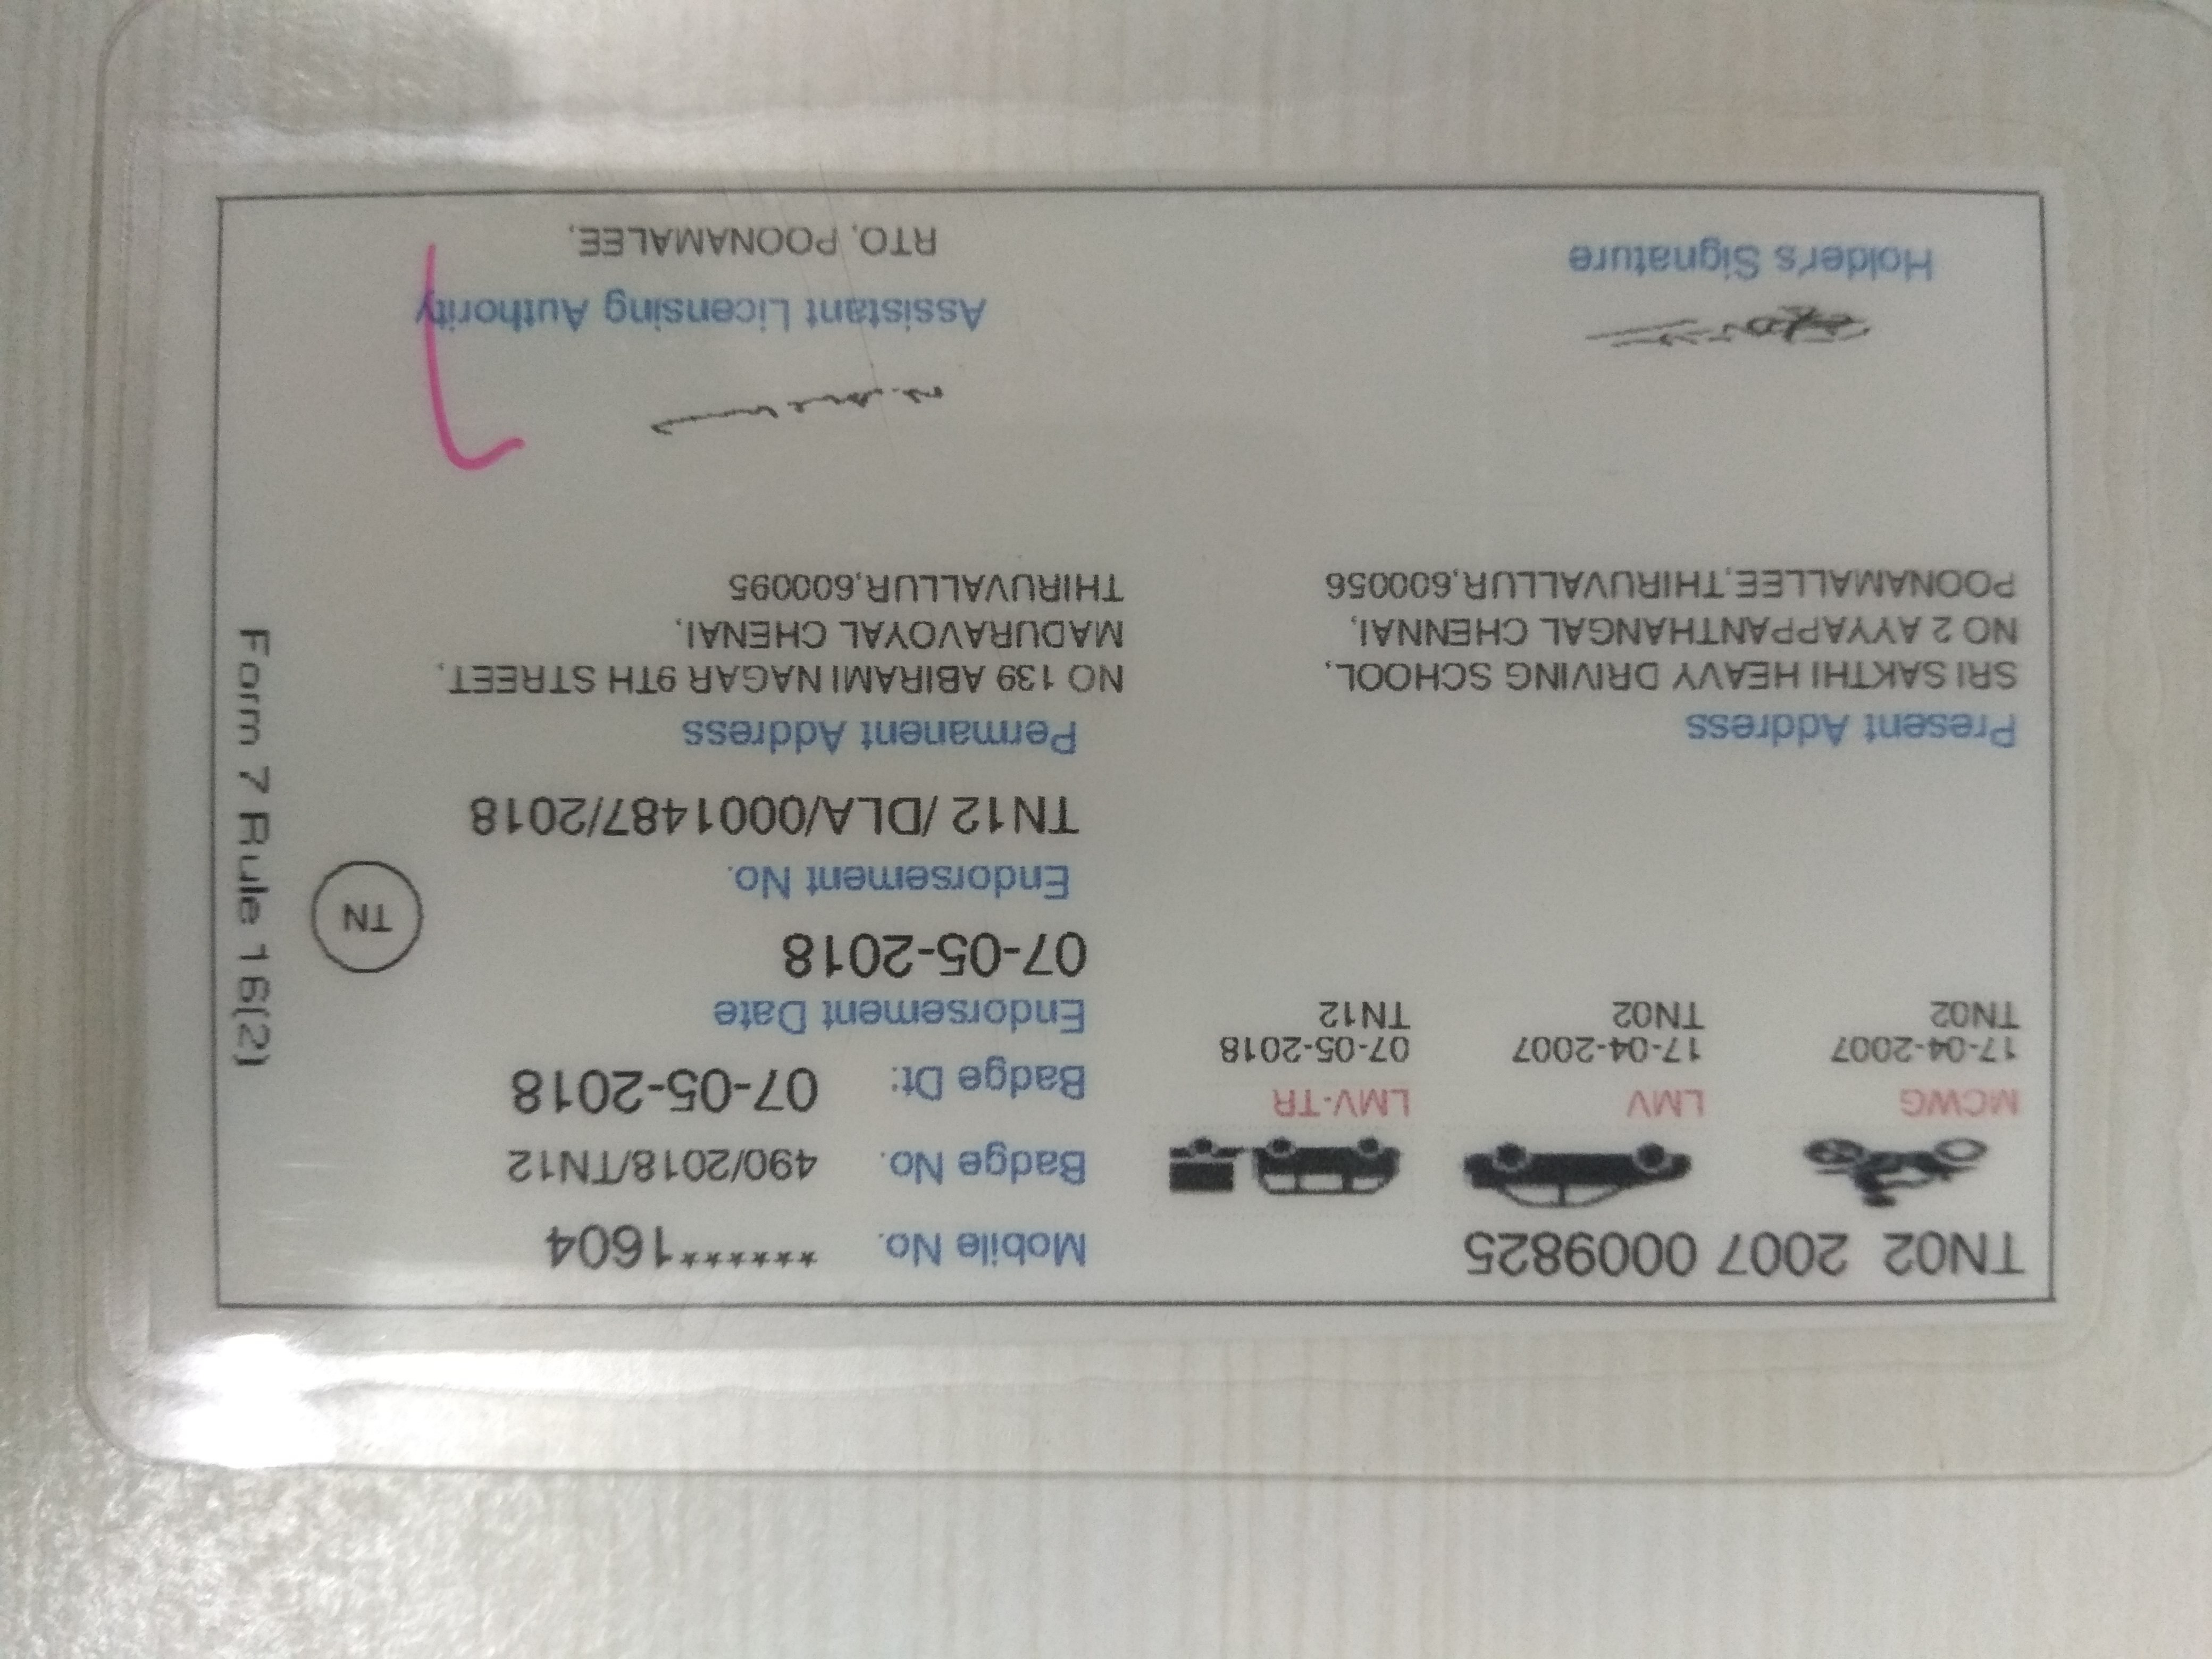 TN02 2007 0009825
MCWG
17-04-2007
TN02
LMV
17-04-2007
TN02
LMV-TR
07-05-2018
TN12
Mobile No. ******1604
Badge No. 490/2018/TN12
Badge Dt: 07-05-2018
Endorsement Date
07-05-2018
Endorsement No.
TN12 /DLA/0001487/2018
TN
Form 7 Rule 16(2)
Present Address
SRI SAKTHI HEAVY DRIVING SCHOOL,
NO 2 AYYAPPANTHANGAL CHENNAI,
POONAMALLEE,THIRUVALLUR,600056
Permanent Address
NO 139 ABIRAMI NAGAR 9TH STREET,
MADURAVOYAL CHENAI,
THIRUVALLUR,600095
Holder's Signature
Assistant Licensing Authority
RTO, POONAMALEE,